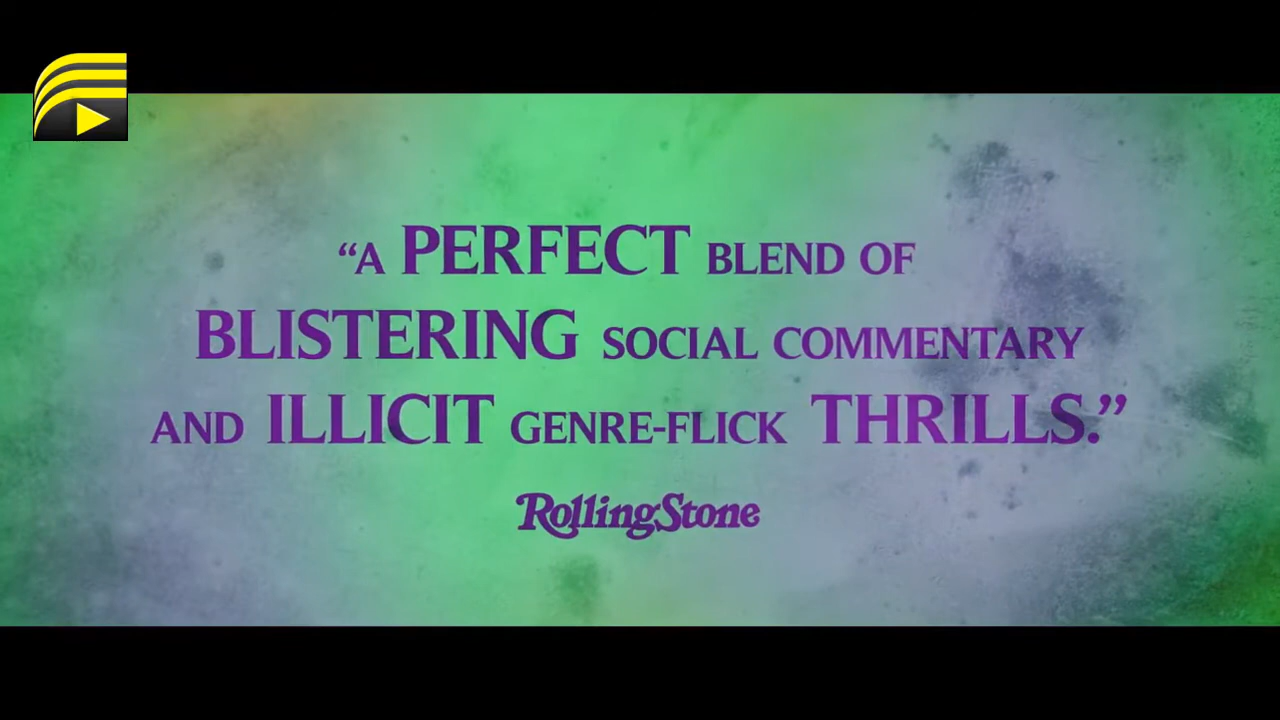 “A PERFECT BLEND OF
BLISTERING SOCIAL COMMENTARY
AND ILLICIT GENRE-FLICK THRILLS.”
RollingStone